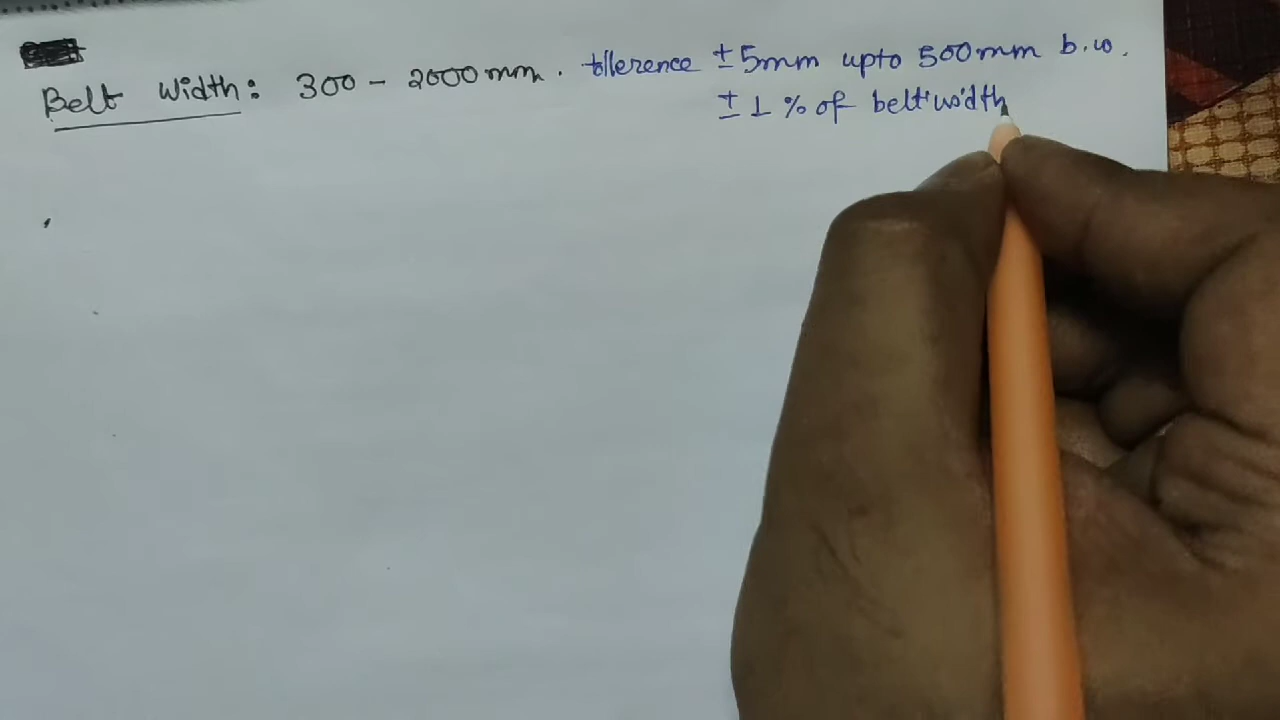 Belt Width: 300 - 2000 mm. tollerence ± 5mm upto 500mm b.w.
± 1 % of belt width